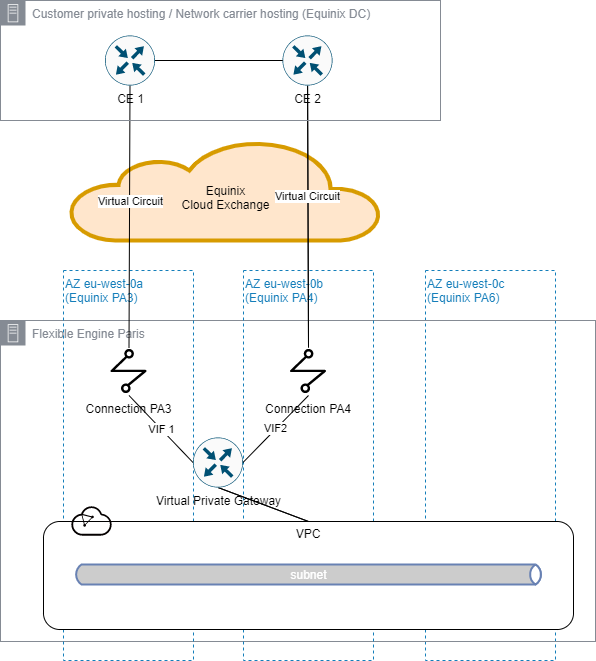 Customer private hosting / Network carrier hosting (Equinix DC)
CE 1
CE 2
Equinix
Cloud Exchange
Virtual Circuit
Virtual Circuit
AZ eu-west-0a
(Equinix PA3)
AZ eu-west-0b
(Equinix PA4)
AZ eu-west-0c
(Equinix PA6)
Flexible Engine Paris
Connection PA3
Connection PA4
VIF 1
VIF2
Virtual Private Gateway
VPC
subnet